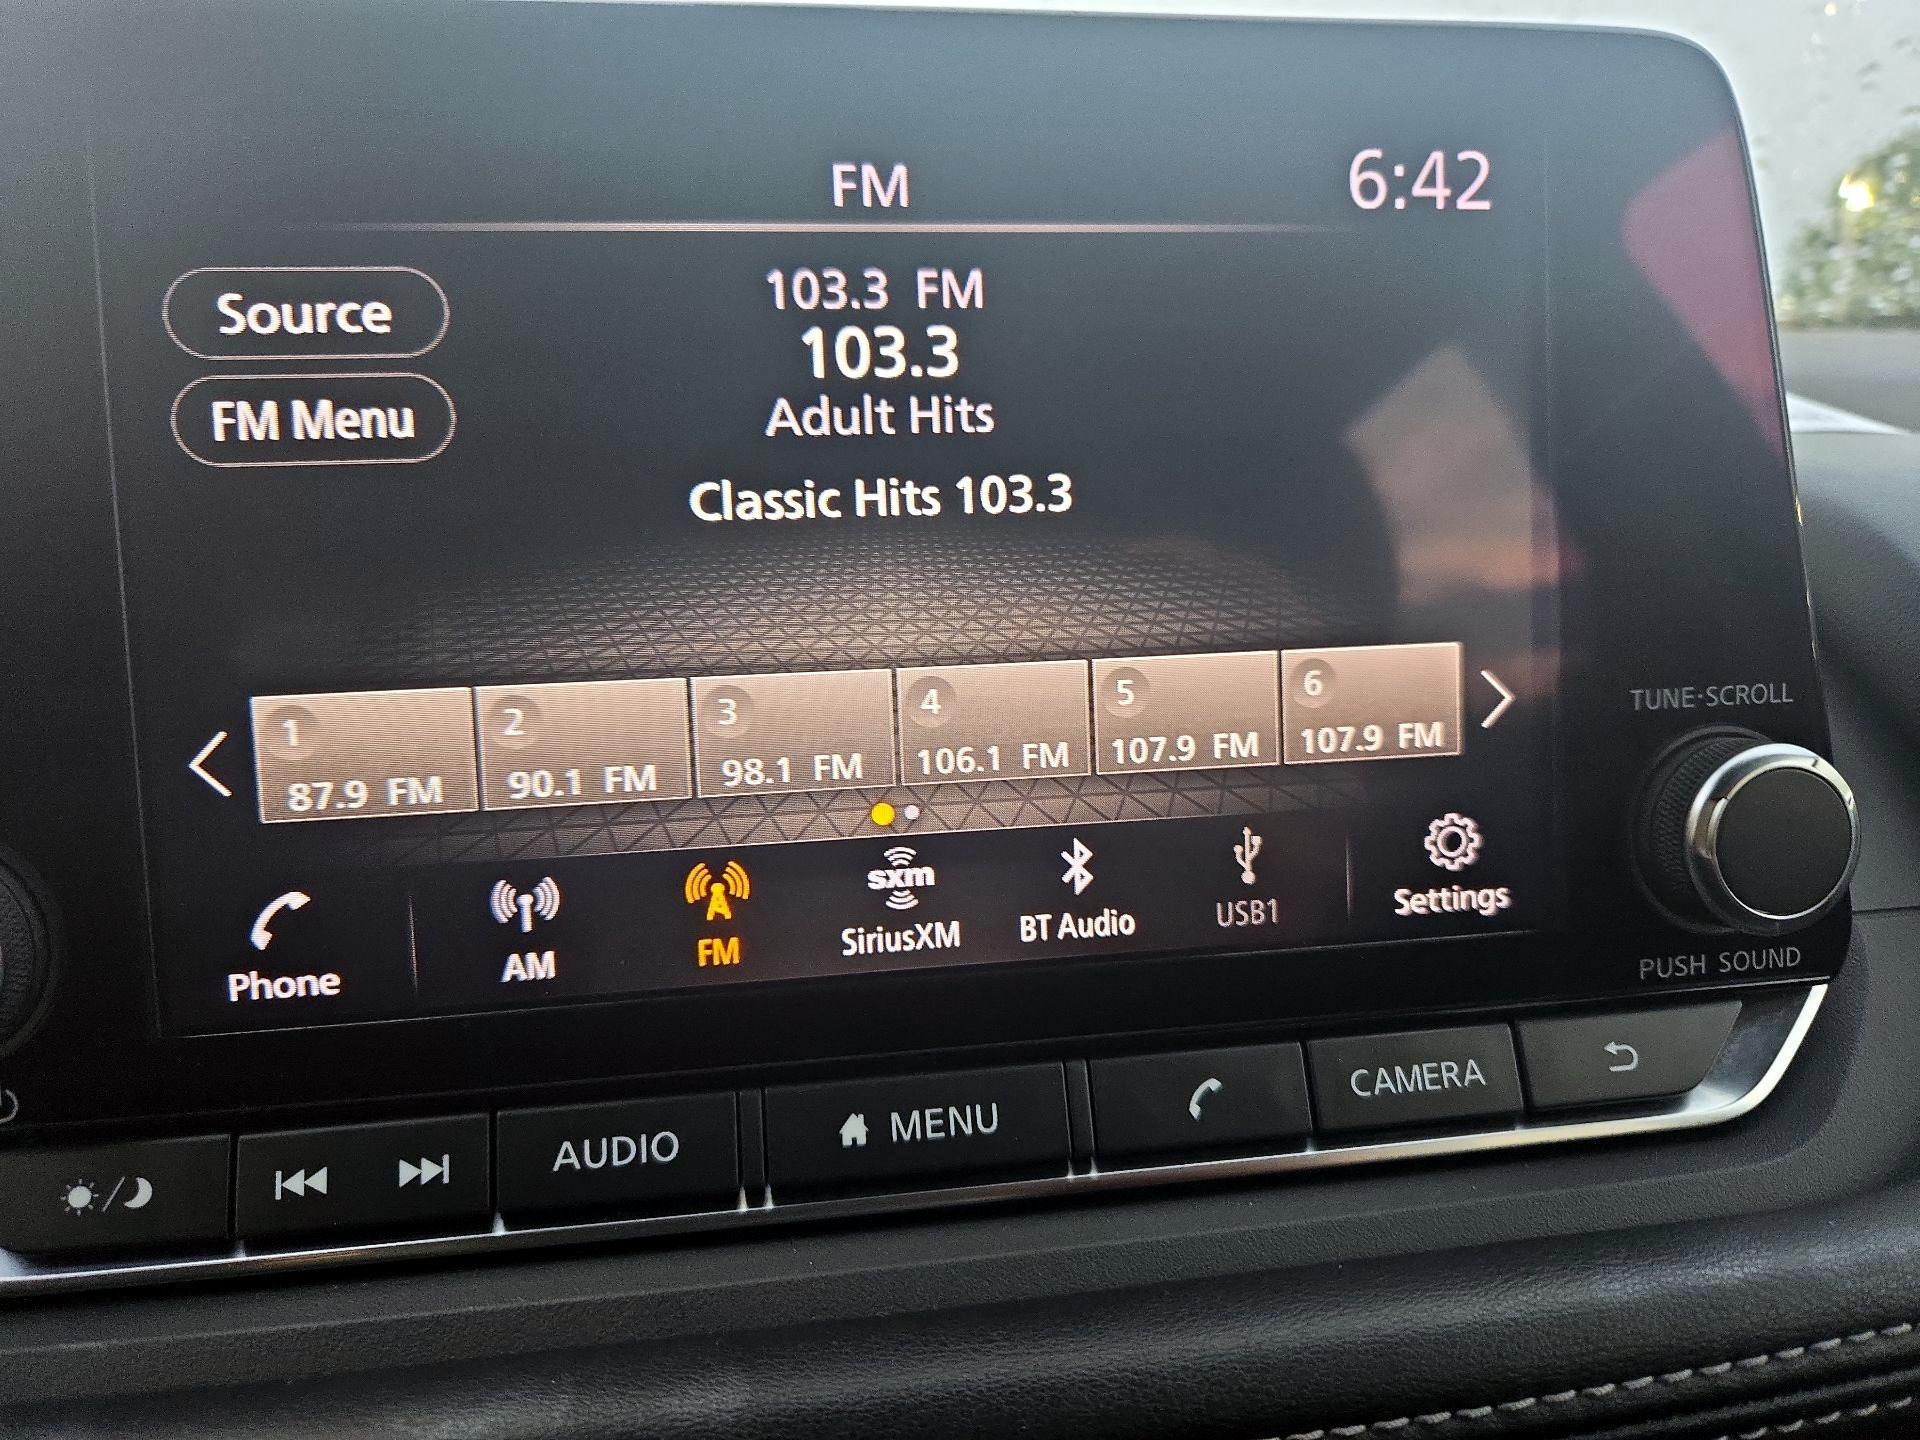 FM
6:42
Source
FM Menu
103.3 FM
103.3
Adult Hits
Classic Hits 103.3
1
87.9 FM
2
90.1 FM
3
98.1 FM
4
106.1 FM
5
107.9 FM
6
107.9 FM
Phone
AM
FM
sxm
SiriusXM
BT Audio
USB1
Settings
TUNE·SCROLL
PUSH SOUND
AUDIO
MENU
CAMERA